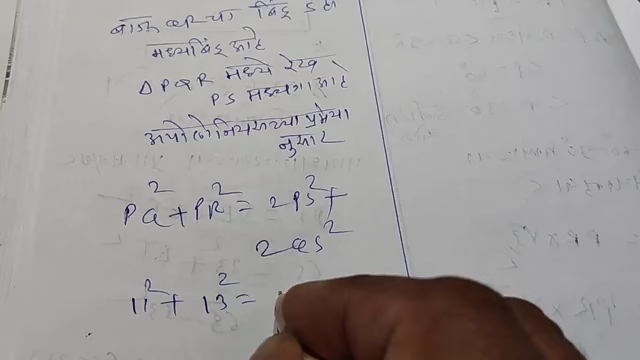 बाजू QR चा बिंदू S हा
मध्यबिंदू आहे
△ PQR मध्ये रेख
PS मध्यगा आहे
अपोलोनियसच्या प्रमेया
नुसार
PQ² + PR² = 2PS² +
2QS²
11² + 13² =